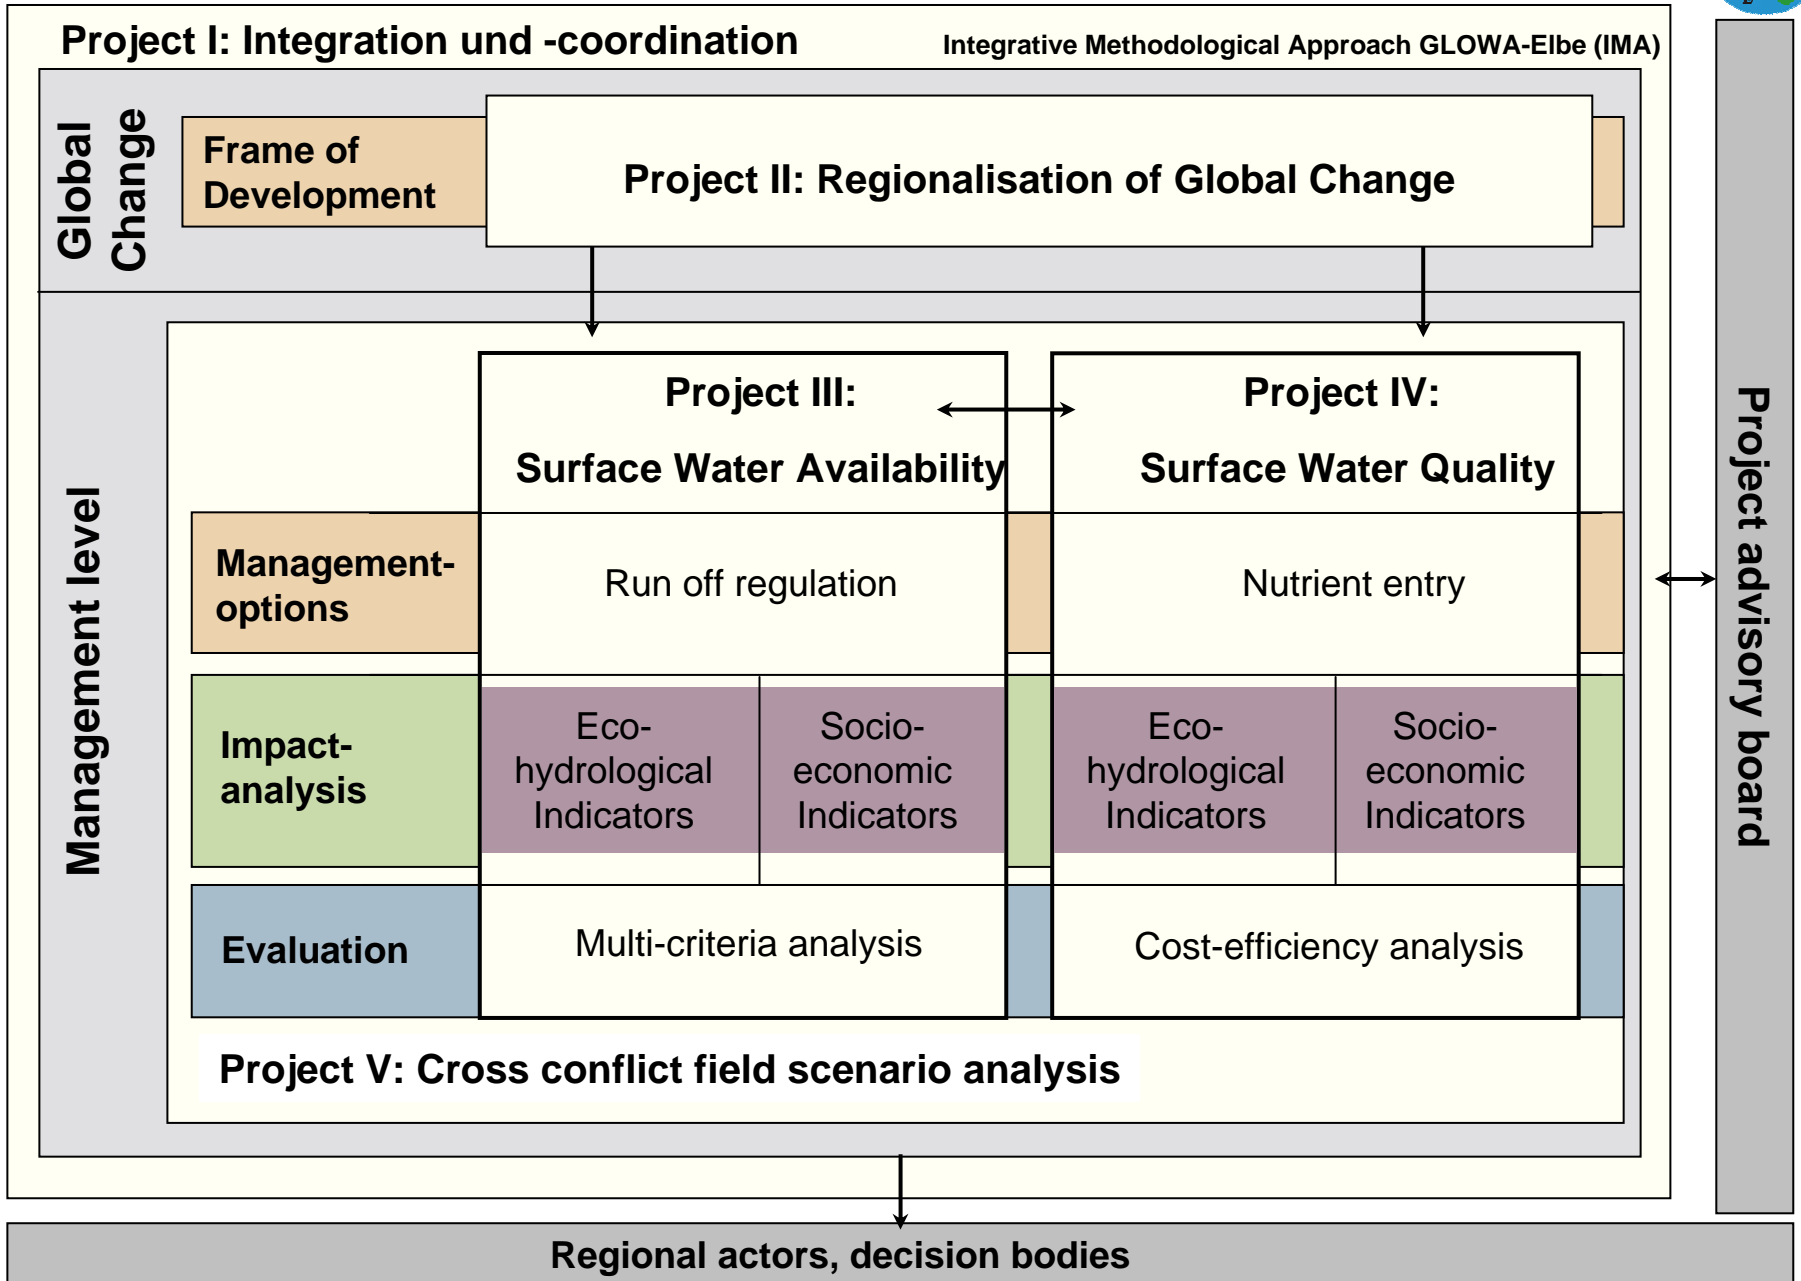 Project I: Integration und -coordination
Integrative Methodological Approach GLOWA-Elbe (IMA)
Global
Change
Frame of
Development
Project II: Regionalisation of Global Change
Management level
Project III:
Surface Water Availability
Project IV:
Surface Water Quality
Management-
options
Run off regulation
Nutrient entry
Impact-
analysis
Eco-
hydrological
Indicators
Socio-
economic
Indicators
Eco-
hydrological
Indicators
Socio-
economic
Indicators
Evaluation
Multi-criteria analysis
Cost-efficiency analysis
Project V: Cross conflict field scenario analysis
Project advisory board
Regional actors, decision bodies